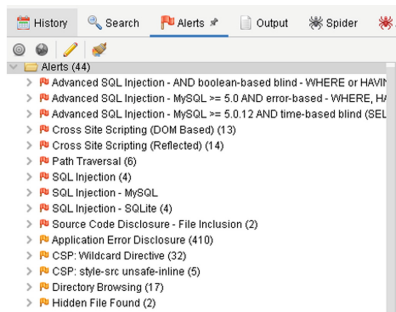 History Search Alerts Output Spider
Alerts (44)
Advanced SQL Injection - AND boolean-based blind - WHERE or HAVIN
Advanced SQL Injection - MySQL >= 5.0 AND error-based - WHERE, HA
Advanced SQL Injection - MySQL >= 5.0.12 AND time-based blind (SEL
Cross Site Scripting (DOM Based) (13)
Cross Site Scripting (Reflected) (14)
Path Traversal (6)
SQL Injection (4)
SQL Injection - MySQL
SQL Injection - SQLite (4)
Source Code Disclosure - File Inclusion (2)
Application Error Disclosure (410)
CSP: Wildcard Directive (32)
CSP: style-src unsafe-inline (5)
Directory Browsing (17)
Hidden File Found (2)